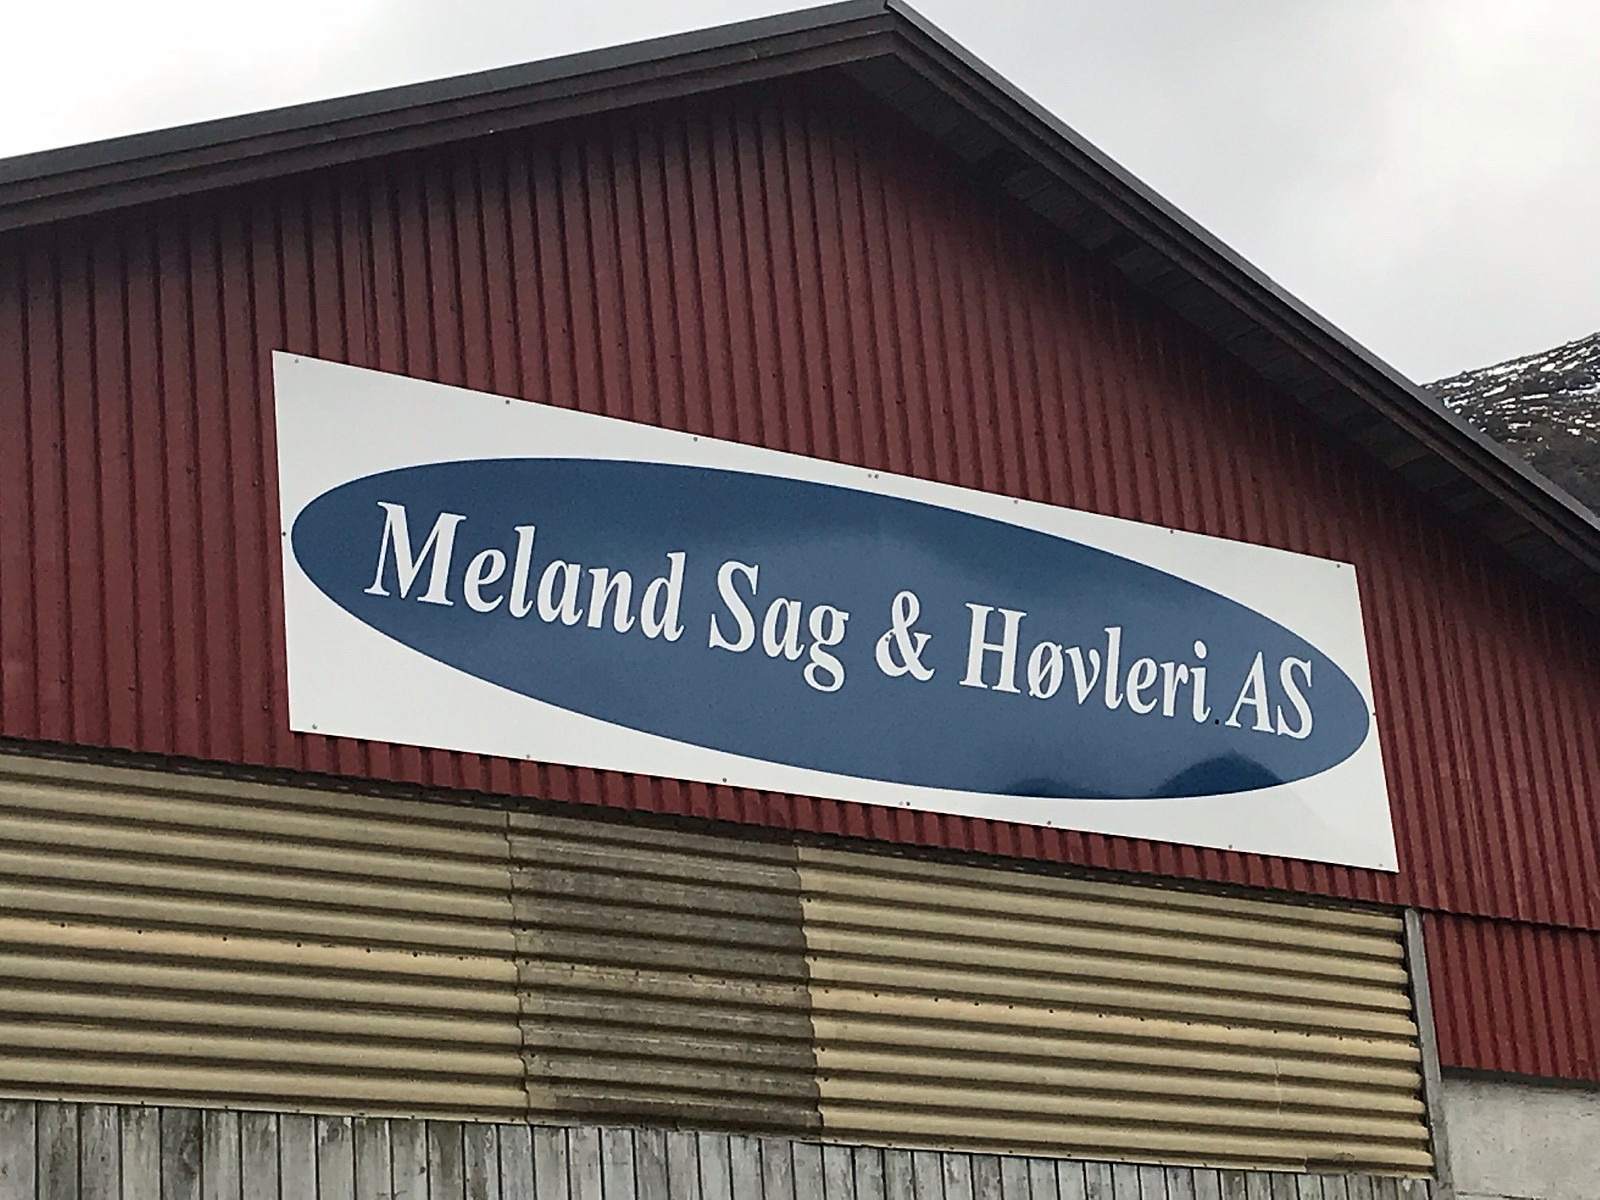 Meland Sag & Høvleri AS